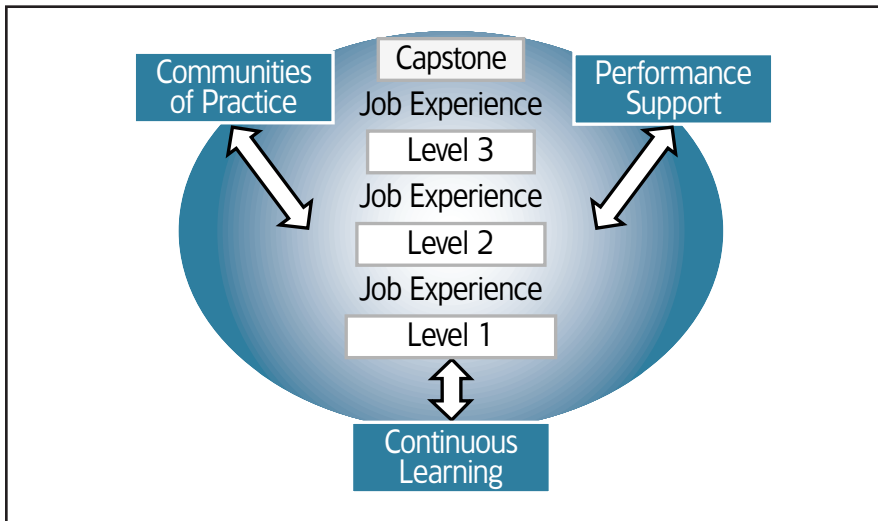 Communities
of Practice
Capstone
Performance
Support
Job Experience
Level 3
Job Experience
Level 2
Job Experience
Level 1
Continuous
Learning